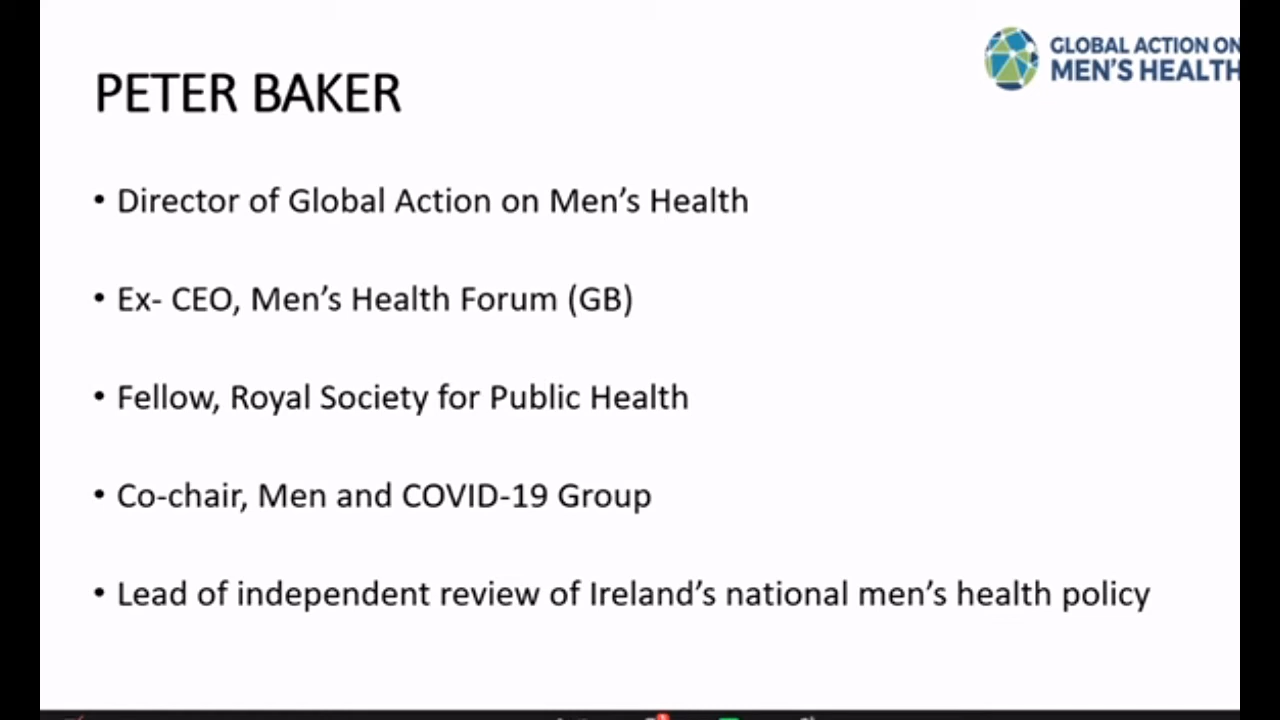 GLOBAL ACTION ON
MEN'S HEALTH
PETER BAKER
• Director of Global Action on Men’s Health
• Ex- CEO, Men’s Health Forum (GB)
• Fellow, Royal Society for Public Health
• Co-chair, Men and COVID-19 Group
• Lead of independent review of Ireland’s national men’s health policy